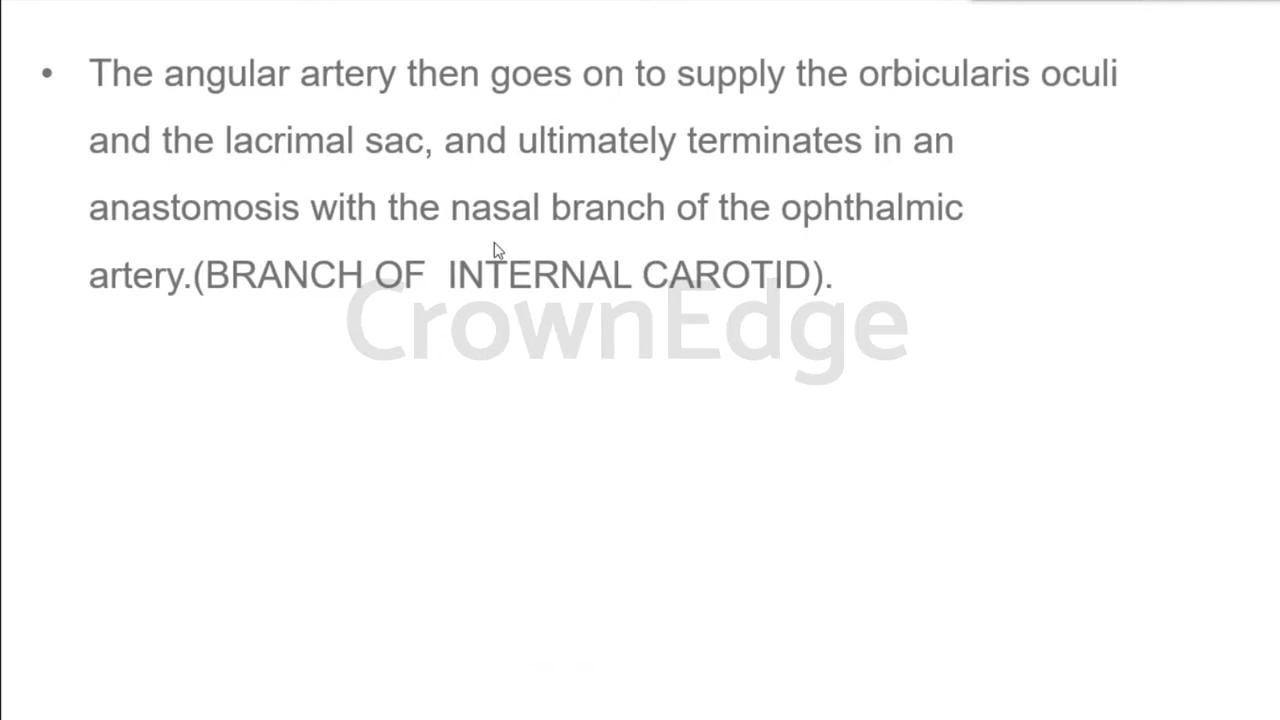 • The angular artery then goes on to supply the orbicularis oculi
and the lacrimal sac, and ultimately terminates in an
anastomosis with the nasal branch of the ophthalmic
artery.(BRANCH OF  INTERNAL CAROTID).
CrownEdge